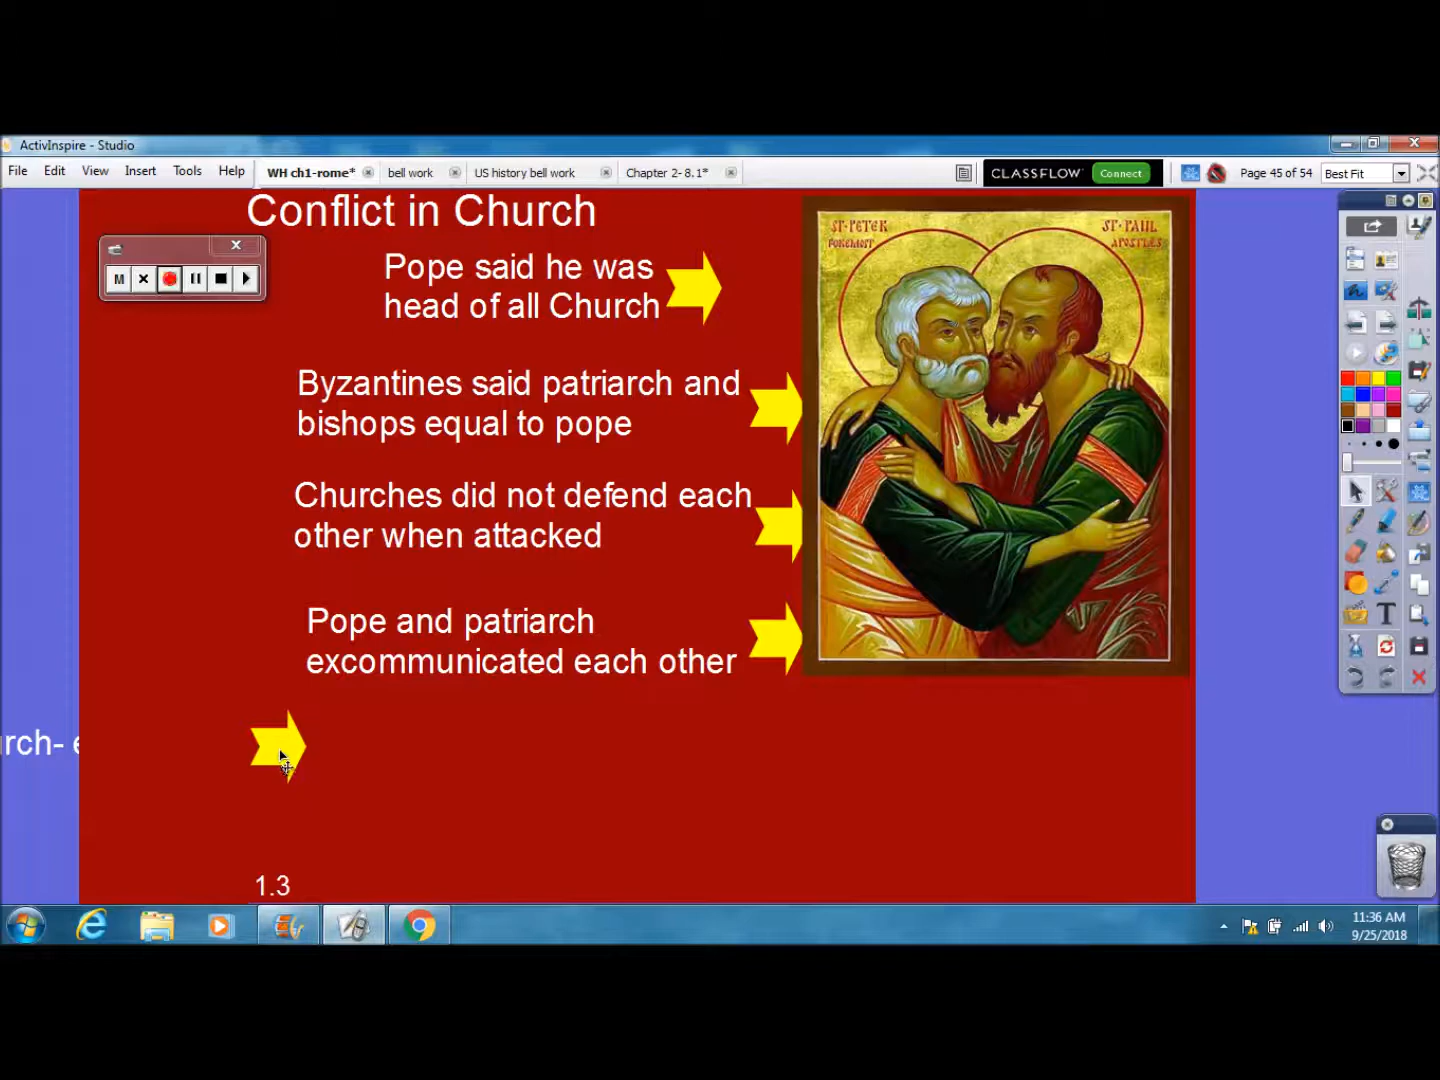 ActivInspire - Studio
File Edit View Insert Tools Help
WH ch1-rome* bell work US history bell work Chapter 2- 8.1*
CLASSFLOW Connect
Page 45 of 54 Best Fit
Conflict in Church
M
Pope said he was
head of all Church
Byzantines said patriarch and
bishops equal to pope
Churches did not defend each
other when attacked
Pope and patriarch
excommunicated each other
rch- e
1.3
ST·PETER
ST·PAUL
T
11:36 AM
9/25/2018